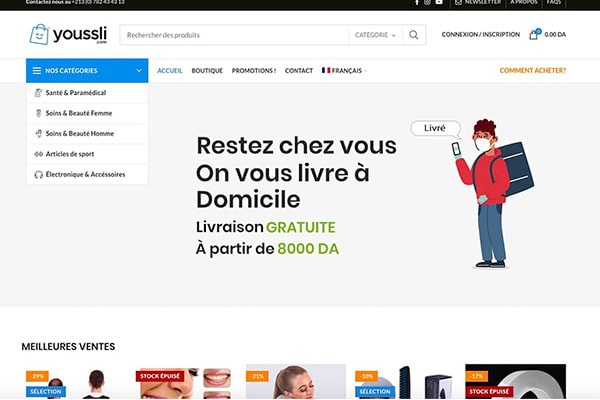 Contactez nous au +213 (0) 782 43 43 13
NEWSLETTER
A PROPOS
FAQS
youssli
.com
Rechercher des produits
CATÉGORIE
CONNEXION / INSCRIPTION
0
0.00 DA
NOS CATÉGORIES
ACCUEIL
BOUTIQUE
PROMOTIONS !
CONTACT
FRANÇAIS
COMMENT ACHETER?
Santé & Paramédical
Soins & Beauté Femme
Soins & Beauté Homme
Articles de sport
Électronique & Accéssoires
Livré
Restez chez vous
On vous livre à
Domicile
Livraison GRATUITE
À partir de 8000 DA
MEILLEURES VENTES
-29%
SÉLECTION
STOCK ÉPUISÉ
-21%
-10%
SÉLECTION
-17%
STOCK ÉPUISÉ